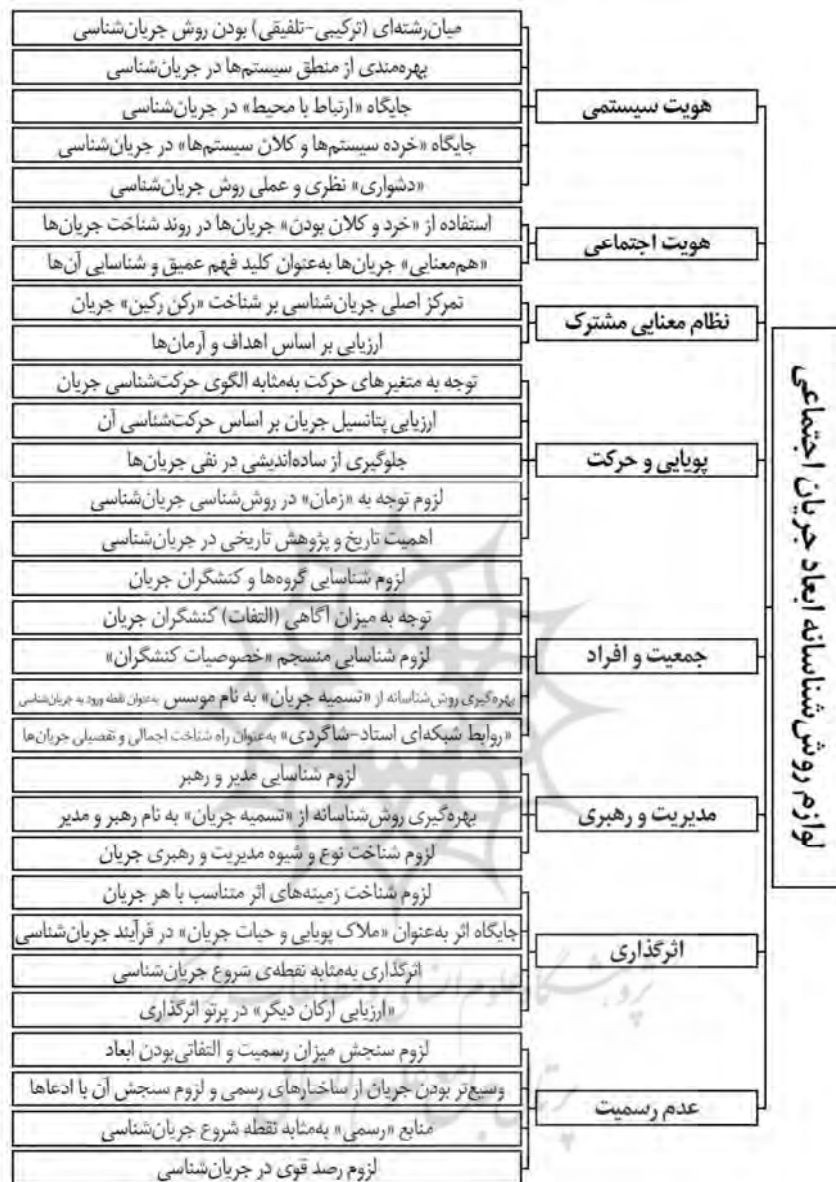 لوازم روش‌شناسانه ابعاد جریان اجتماعی
هویت سیستمی
میان‌رشته‌ای (ترکیبی-تلفیقی) بودن روش جریان‌شناسی
بهره‌مندی از منطق سیستم‌ها در جریان‌شناسی
جایگاه «ارتباط با محیط» در جریان‌شناسی
جایگاه «خرده سیستم‌ها و کلان سیستم‌ها» در جریان‌شناسی
«دشواری» نظری و عملی روش جریان‌شناسی
هویت اجتماعی
استفاده از «خرد و کلان بودن» جریان‌ها در روند شناخت جریان‌ها
«هم‌معنایی» جریان‌ها به‌عنوان کلید فهم عمیق و شناسایی آن‌ها
نظام معنایی مشترک
تمرکز اصلی جریان‌شناسی بر شناخت «رکن رکین» جریان
ارزیابی بر اساس اهداف و آرمان‌ها
پویایی و حرکت
توجه به متغیرهای حرکت به‌مثابه الگوی حرکت‌شناسی جریان
ارزیابی پتانسیل جریان بر اساس حرکت‌شناسی آن
جلوگیری از ساده‌اندیشی در نفی جریان‌ها
لزوم توجه به «زمان» در روش‌شناسی جریان‌شناسی
اهمیت تاریخ و پژوهش تاریخی در جریان‌شناسی
جمعیت و افراد
لزوم شناسایی گروه‌ها و کنشگران جریان
توجه به میزان آگاهی (التفات) کنشگران جریان
لزوم شناسایی منسجم «خصوصیات کنشگران»
بهره‌گیری روش‌شناسانه از «تسمیه جریان» به نام موسس به‌عنوان نقطه ورود به جریان‌شناسی
«روابط شبکه‌ای استاد-شاگردی» به‌عنوان راه شناخت اجمالی و تفصیلی جریان‌ها
مدیریت و رهبری
لزوم شناسایی مدیر و رهبر
بهره‌گیری روش‌شناسانه از «تسمیه جریان» به نام رهبر و مدیر
لزوم شناخت نوع و شیوه مدیریت و رهبری جریان
اثرگذاری
لزوم شناخت زمینه‌های اثر متناسب با هر جریان
جایگاه اثر به‌عنوان «ملاک پویایی و حیات جریان» در فرآیند جریان‌شناسی
اثرگذاری به‌مثابه نقطه‌ی شروع جریان‌شناسی
«ارزیابی ارکان دیگر» در پرتو اثرگذاری
عدم رسمیت
لزوم سنجش میزان رسمیت و التفاتی‌بودن ابعاد
وسیع‌تر بودن جریان از ساختارهای رسمی و لزوم سنجش آن با ادعاها
منابع «رسمی» به‌مثابه نقطه شروع جریان‌شناسی
لزوم رصد قوی در جریان‌شناسی
پژوهشگاه علوم انسانی و مطالعات فرهنگی
پرتال جامع علوم انسانی